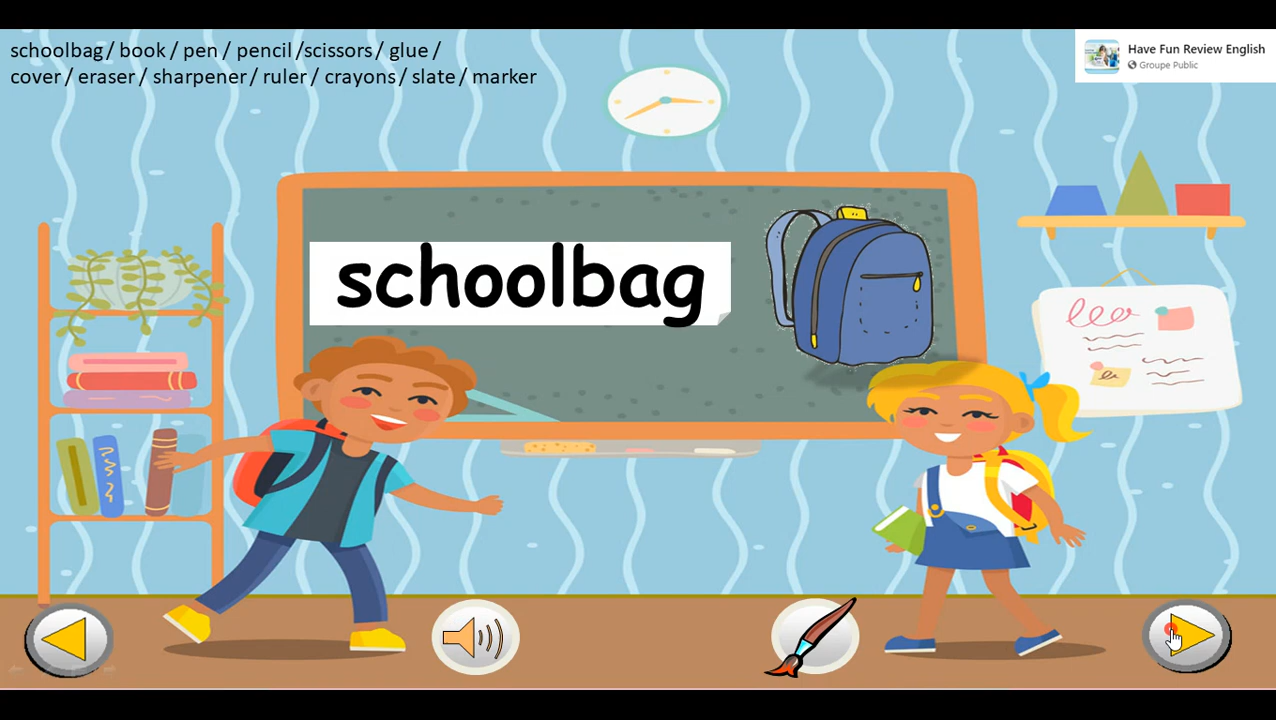 schoolbag / book / pen / pencil /scissors / glue /
cover / eraser / sharpener / ruler / crayons / slate / marker
Have Fun Review English
Groupe Public
schoolbag